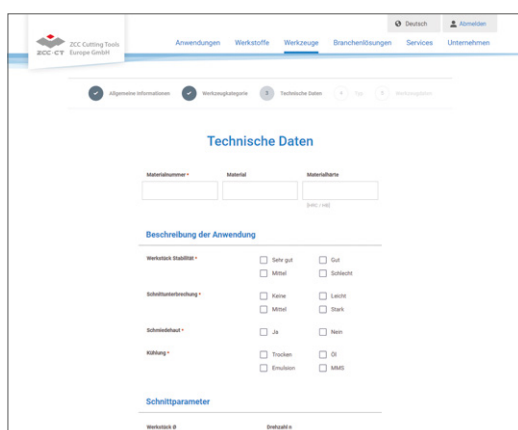 Deutsch Abmelden
ZCC-CT
ZCC Cutting Tools
Europe GmbH
Anwendungen Werkstoffe Werkzeuge Branchenlösungen Services Unternehmen
Allgemeine Informationen Werkzeugkategorie 3 Technische Daten 4 5
Technische Daten
Materialnummer * Material Materialhärte
Beschreibung der Anwendung
Werkstück Stabilität * Sehr gut Gut
Mittel Schlecht
Schnittunterbrechung * Keine Leicht
Mittel Stark
Schmiedehaut * Ja Nein
Kühlung * Trocken Öl
Emulsion MMS
Schnittparameter
Werkstück Ø Drehzahl n